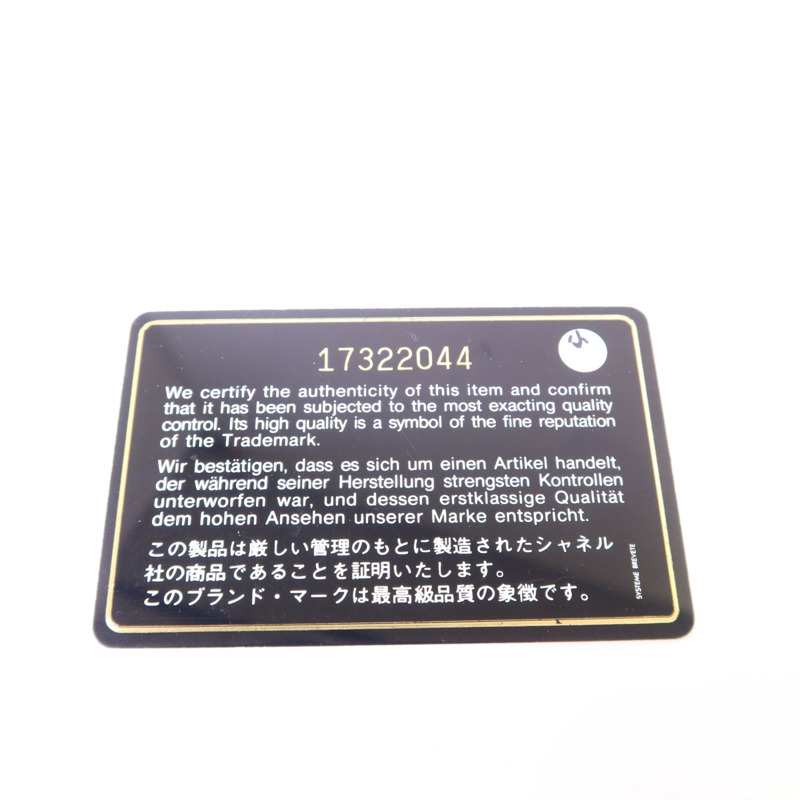 17322044
We certify the authenticity of this item and confirm
that it has been subjected to the most exacting quality
control. Its high quality is a symbol of the fine reputation
of the Trademark.
Wir bestätigen, dass es sich um einen Artikel handelt,
der während seiner Herstellung strengsten Kontrollen
unterworfen war, und dessen erstklassige Qualität
dem hohen Ansehen unserer Marke entspricht.
この製品は厳しい管理のもとに製造されたシャネル
社の商品であることを証明いたします。
このブランド・マークは最高級品質の象徴です。
SYSTEME BREVETE